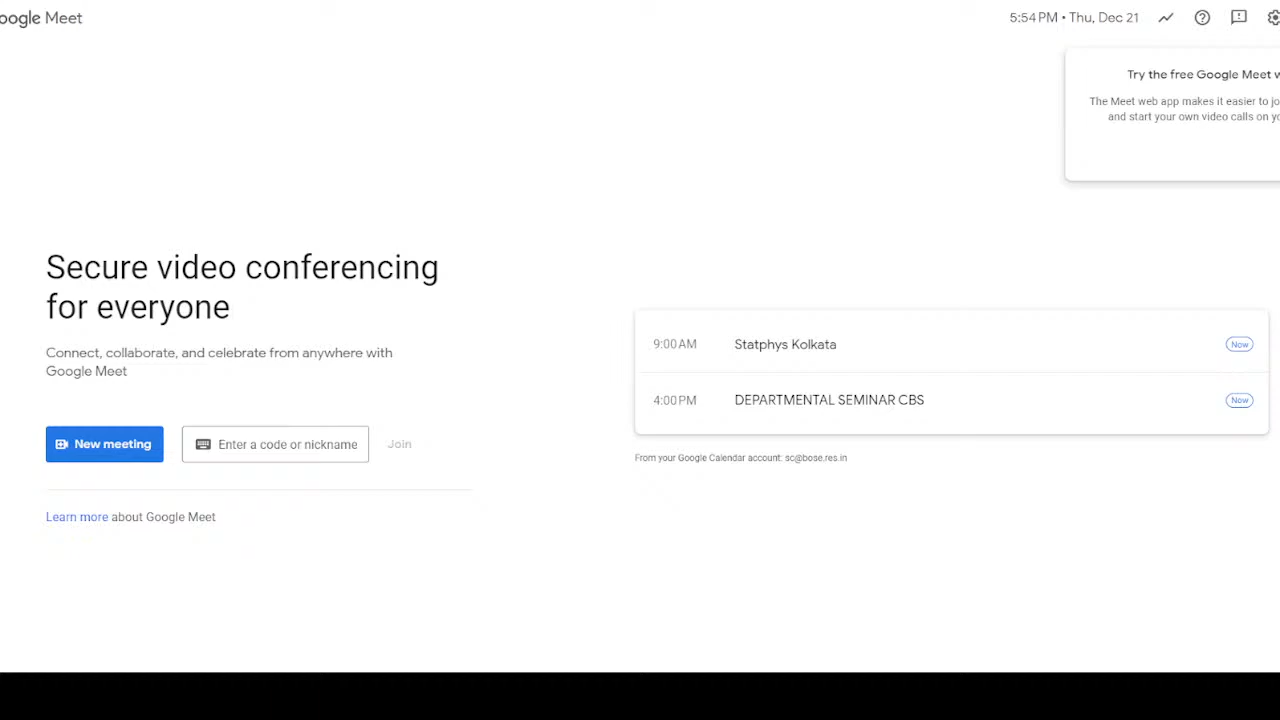 oogle Meet
5:54 PM • Thu, Dec 21
Try the free Google Meet
The Meet web app makes it easier to
and start your own video calls on
Secure video conferencing
for everyone
Connect, collaborate, and celebrate from anywhere with
Google Meet
New meeting
Enter a code or nickname
Join
Learn more about Google Meet
9:00 AM Statphys Kolkata Now
4:00 PM DEPARTMENTAL SEMINAR CBS Now
From your Google Calendar account: sc@bose.res.in